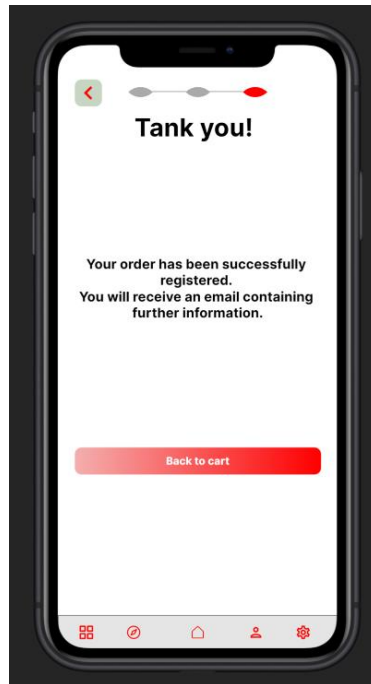 Tank you!
Your order has been successfully
registered.
You will receive an email containing
further information.
Back to cart